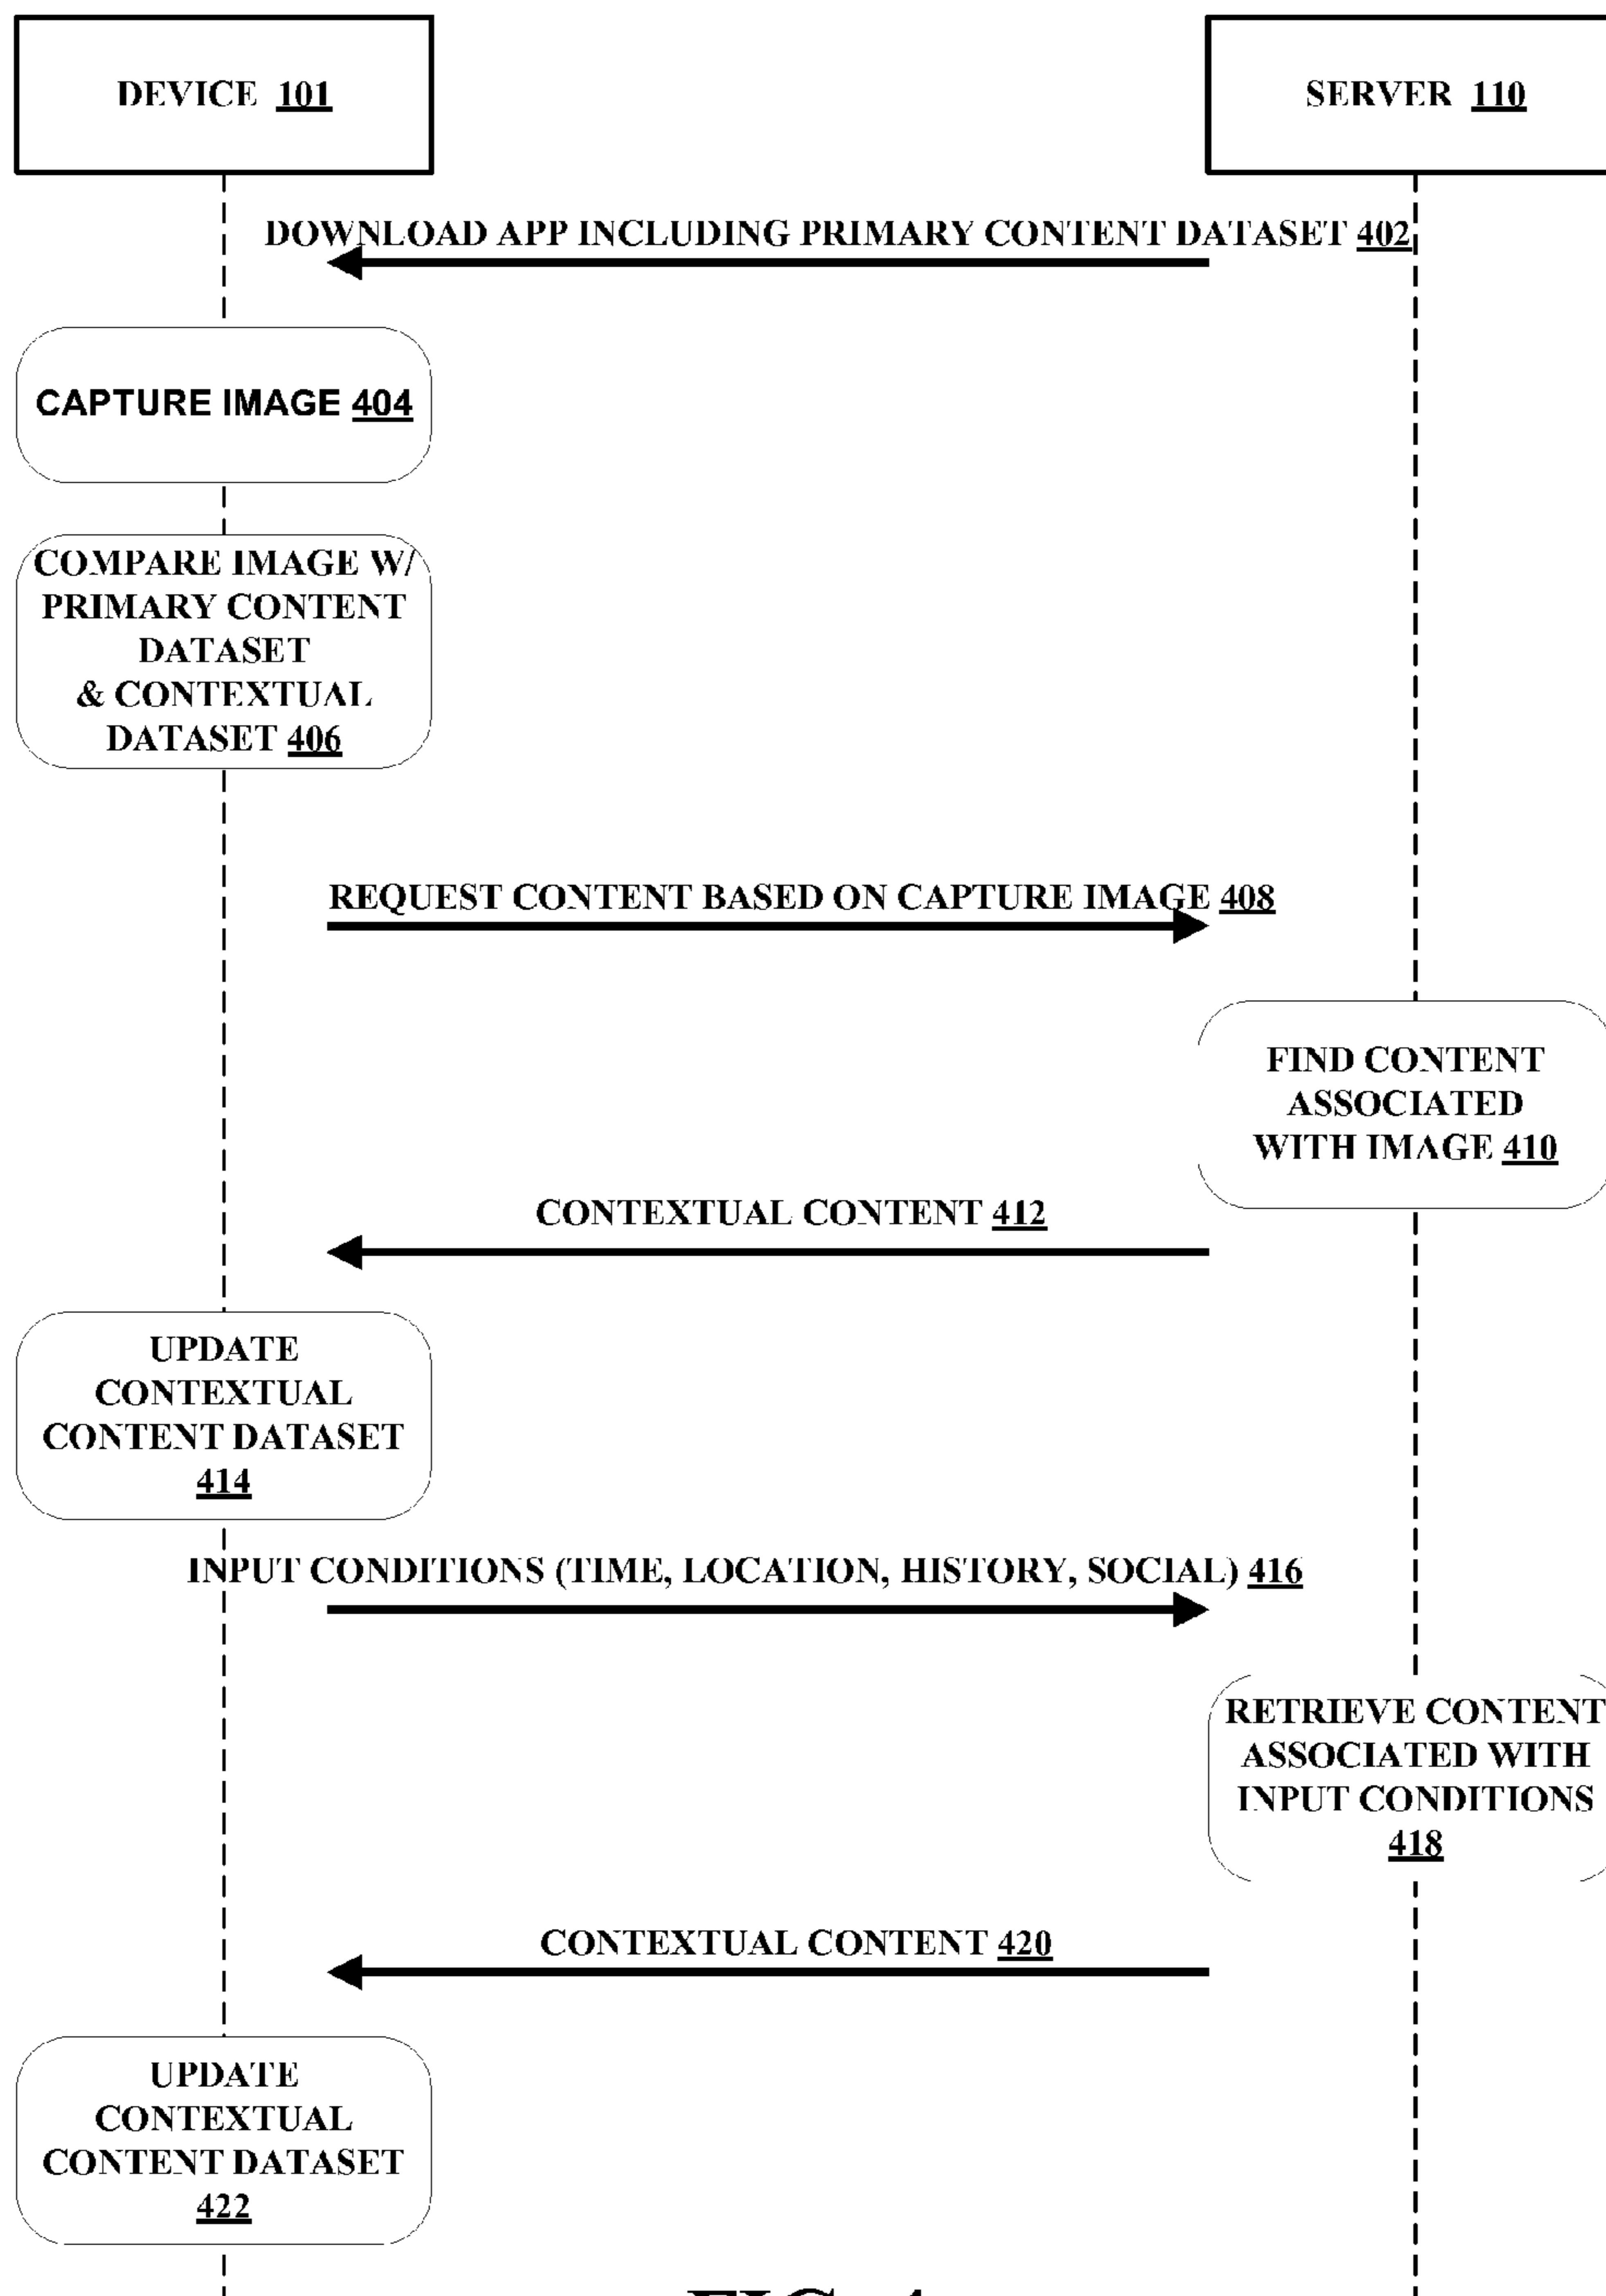 DEVICE 101
SERVER 110
DOWNLOAD APP INCLUDING PRIMARY CONTENT DATASET 402
CAPTURE IMAGE 404
COMPARE IMAGE W/
PRIMARY CONTENT
DATASET
& CONTEXTUAL
DATASET 406
REQUEST CONTENT BASED ON CAPTURE IMAGE 408
FIND CONTENT
ASSOCIATED
WITH IMAGE 410
CONTEXTUAL CONTENT 412
UPDATE
CONTEXTUAL
CONTENT DATASET
414
INPUT CONDITIONS (TIME, LOCATION, HISTORY, SOCIAL) 416
RETRIEVE CONTENT
ASSOCIATED WITH
INPUT CONDITIONS
418
CONTEXTUAL CONTENT 420
UPDATE
CONTEXTUAL
CONTENT DATASET
422